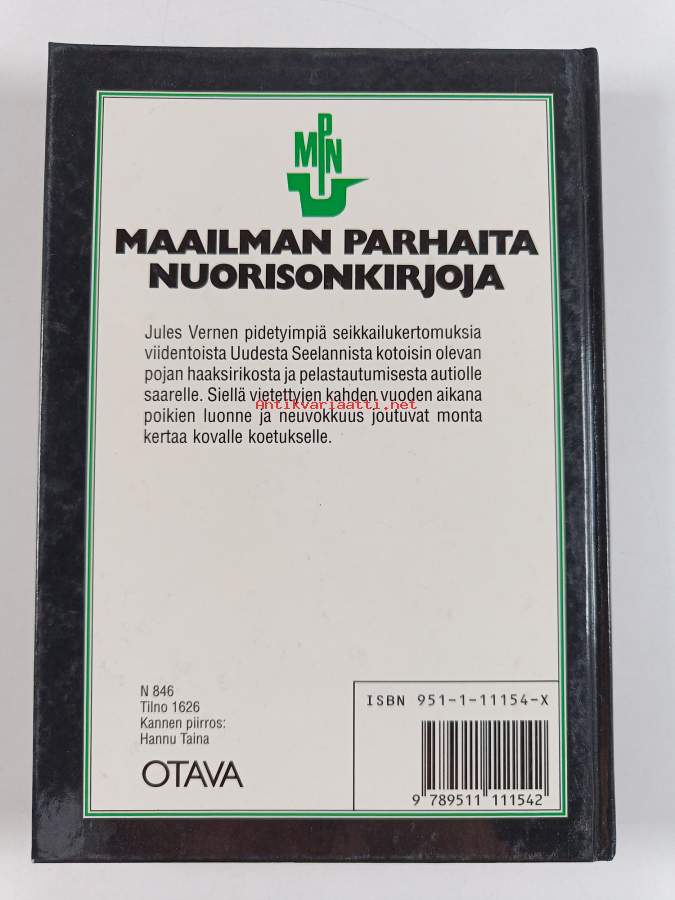 MPN
MAAILMAN PARHAITA
NUORISONKIRJOJA
Jules Vernen pidetyimpiä seikkailukertomuksia
viidentoista Uudesta Seelannista kotoisin olevan
pojan haaksirikosta ja pelastautumisesta autiolle
saarelle. Siellä vietettyjen kahden vuoden aikana
Antikvariaatti.net
poikien luonne ja neuvokkuus joutuvat monta
kertaa kovalle koetukselle.
N 846
Tilno 1626
Kannen piirros:
Hannu Taina
OTAVA
ISBN 951-1-11154-X
9 789511 111542